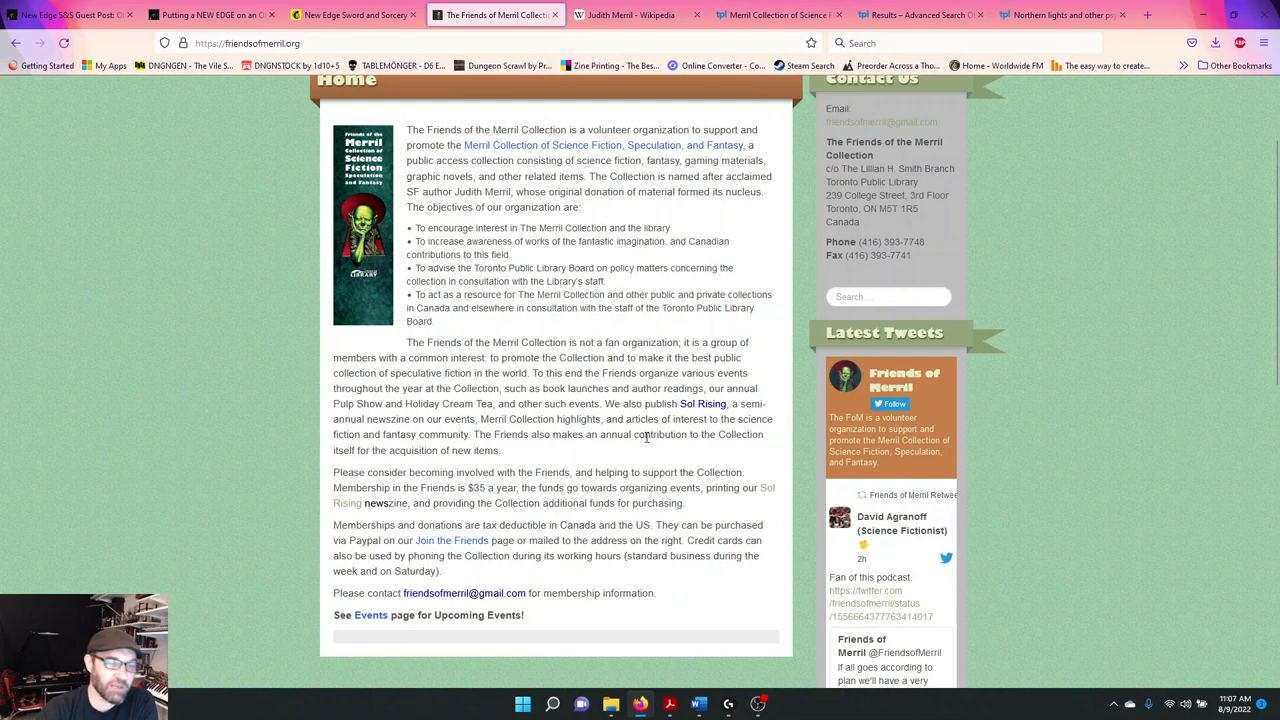 New Edge S&S Guest Post: O
Putting a NEW EDGE on an Ol
New Edge Sword and Sorcery
The Friends of Merril Collectio
Judith Merril - Wikipedia
Merril Collection of Science F
Results – Advanced Search Ol
Northern lights and other psy
https://friendsofmerril.org
Search
Getting Started
My Apps
DNGNGEN - The Vile S...
DNGNSTOCK by 1d10+5
TABLEMÖNGER - D6 E...
Dungeon Scrawl by Pr...
Zine Printing - The Bes...
Online Converter - Co...
Steam Search
Preorder Across a Tho...
Home - Worldwide FM
The easy way to create...
Other Bookmarks
Home
Friends of the
Merril
Collection of
Science
Fiction
Speculation
and Fantasy
LIBRARY
The Friends of the Merril Collection is a volunteer organization to support and
promote the Merril Collection of Science Fiction, Speculation, and Fantasy, a
public access collection consisting of science fiction, fantasy, gaming materials,
graphic novels, and other related items. The Collection is named after acclaimed
SF author Judith Merril, whose original donation of material formed its nucleus.
The objectives of our organization are:
• To encourage interest in The Merril Collection and the library
• To increase awareness of works of the fantastic imagination, and Canadian
contributions to this field.
• To advise the Toronto Public Library Board on policy matters concerning the
collection in consultation with the Library's staff.
• To act as a resource for The Merril Collection and other public and private collections
in Canada and elsewhere in consultation with the staff of the Toronto Public Library
Board.
The Friends of the Merril Collection is not a fan organization; it is a group of
members with a common interest: to promote the Collection and to make it the best public
collection of speculative fiction in the world. To this end the Friends organize various events
throughout the year at the Collection, such as book launches and author readings, our annual
Pulp Show and Holiday Cream Tea, and other such events. We also publish Sol Rising, a semi-
annual newszine on our events, Merril Collection highlights, and articles of interest to the science
fiction and fantasy community. The Friends also makes an annual contribution to the Collection
itself for the acquisition of new items.
Please consider becoming involved with the Friends, and helping to support the Collection.
Membership in the Friends is $35 a year, the funds go towards organizing events, printing our Sol
Rising newszine, and providing the Collection additional funds for purchasing.
Memberships and donations are tax deductible in Canada and the US. They can be purchased
via Paypal on our Join the Friends page or mailed to the address on the right. Credit cards can
also be used by phoning the Collection during its working hours (standard business during the
week and on Saturday).
Please contact friendsofmerril@gmail.com for membership information.
See Events page for Upcoming Events!
Contact Us
Email:
friendsofmerril@gmail.com
The Friends of the Merril
Collection
c/o The Lillian H. Smith Branch
Toronto Public Library
239 College Street, 3rd Floor
Toronto, ON M5T 1R5
Canada
Phone (416) 393-7748
Fax (416) 393-7741
Search ...
Latest Tweets
Friends of
Merril
Follow
The FoM is a volunteer
organization to support and
promote the Merril Collection of
Science Fiction, Speculation,
and Fantasy.
Friends of Merril Retwee
David Agranoff
(Science Fictionist)
2h
Fan of this podcast.
https://twitter.com
/friendsofmerril/status
/1556664377763414017
Friends of
Merril @FriendsofMerril
If all goes according to
plan we'll have a very
11:07 AM
8/9/2022